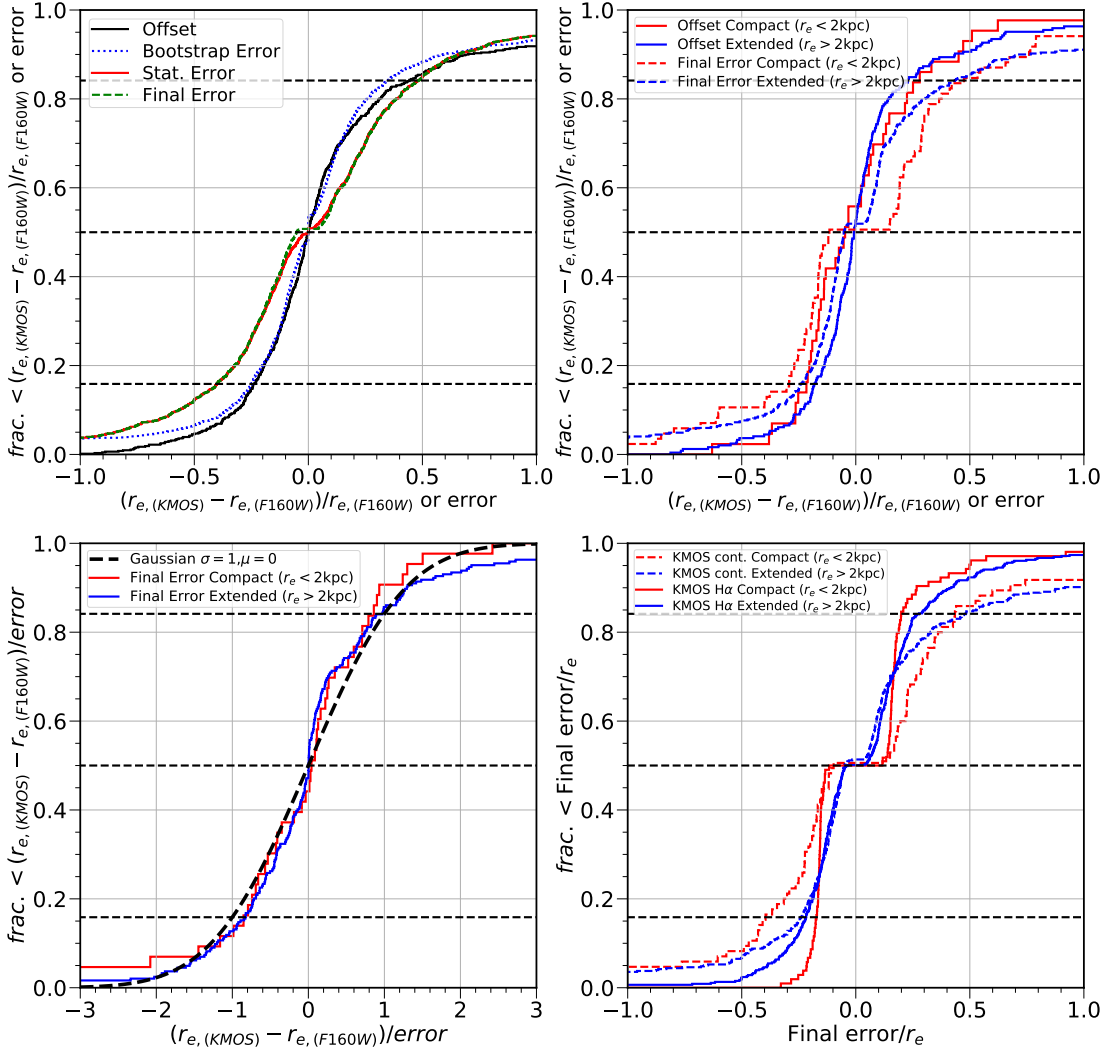 frac. < (r_e,(KMOS) − r_e,(F160W))/r_e,(F160W) or error
1.0
0.8
0.6
0.4
0.2
0.0
Offset
Bootstrap Error
Stat. Error
Final Error
−1.0 −0.5 0.0 0.5 1.0
(r_e,(KMOS) − r_e,(F160W))/r_e,(F160W) or error
frac. < (r_e,(KMOS) − r_e,(F160W))/r_e,(F160W) or error
1.0
0.8
0.6
0.4
0.2
0.0
Offset Compact (r_e < 2kpc)
Offset Extended (r_e > 2kpc)
Final Error Compact (r_e < 2kpc)
Final Error Extended (r_e > 2kpc)
−1.0 −0.5 0.0 0.5 1.0
(r_e,(KMOS) − r_e,(F160W))/r_e,(F160W) or error
frac. < (r_e,(KMOS) − r_e,(F160W))/error
1.0
0.8
0.6
0.4
0.2
0.0
Gaussian σ = 1,μ = 0
Final Error Compact (r_e < 2kpc)
Final Error Extended (r_e > 2kpc)
−3 −2 −1 0 1 2 3
(r_e,(KMOS) − r_e,(F160W))/error
frac. < Final error/r_e
1.0
0.8
0.6
0.4
0.2
0.0
KMOS cont. Compact (r_e < 2kpc)
KMOS cont. Extended (r_e > 2kpc)
KMOS Hα Compact (r_e < 2kpc)
KMOS Hα Extended (r_e > 2kpc)
−1.0 −0.5 0.0 0.5 1.0
Final error/r_e